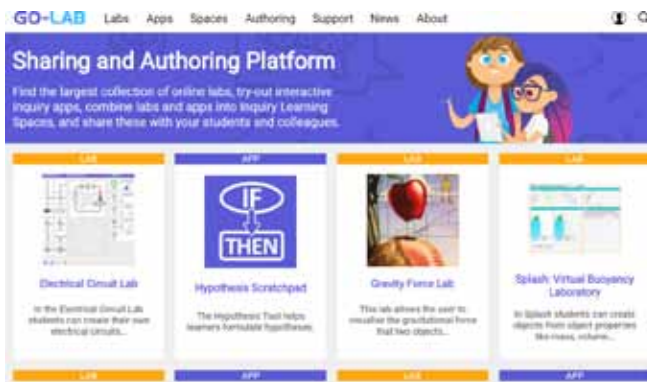 GO-LAB Labs Apps Spaces Authoring Support News About
Sharing and Authoring Platform
Find the largest collection of online labs, try-out interactive
inquiry apps, combine labs and apps into Inquiry Learning
Spaces, and share these with your students and colleagues.
LAB
APP
LAB
LAB
IF
THEN
Electrical Circuit Lab
In the Electrical Circuit Lab
students can create their own
electrical circuits...
Hypothesis Scratchpad
The Hypothesis Tool helps
learners formulate hypotheses.
Gravity Force Lab
This lab allows the user to
visualise the gravitational force
that two objects...
Splash: Virtual Buoyancy
Laboratory
In Splash students can create
objects from object properties
like mass, volume...
LAB
APP
LAB
APP